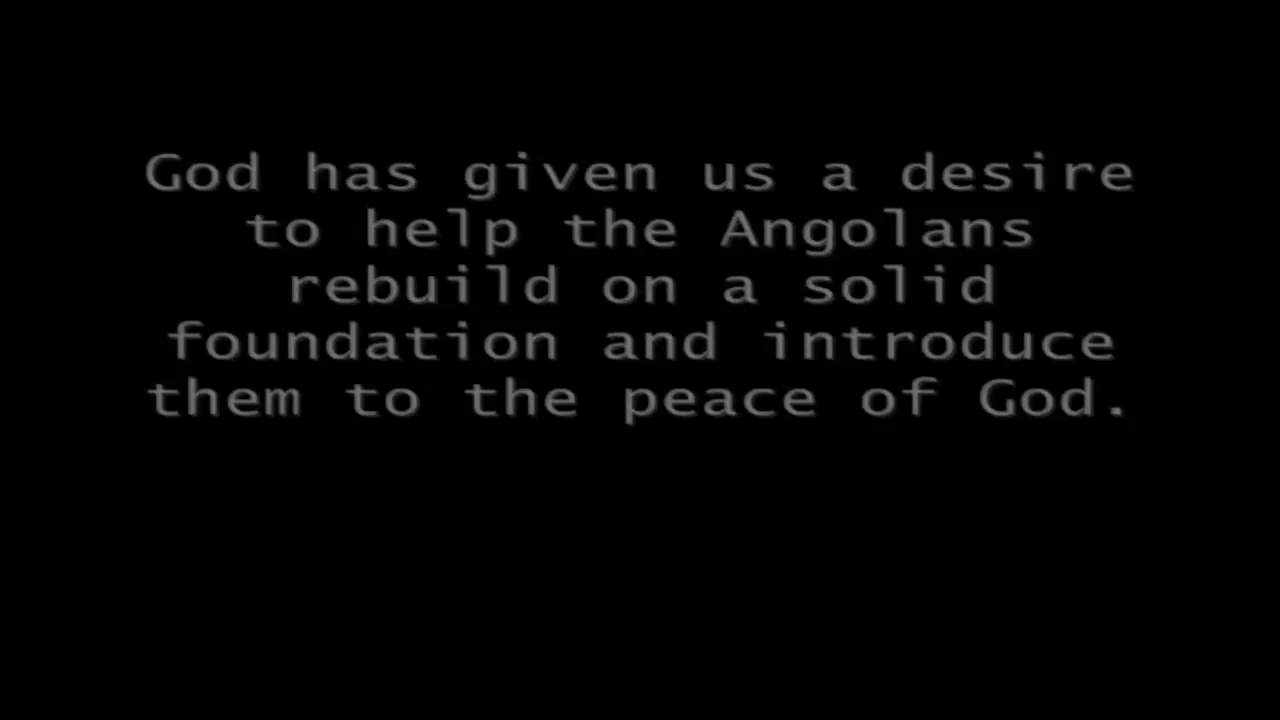 God has given us a desire
to help the Angolans
rebuild on a solid
foundation and introduce
them to the peace of God.